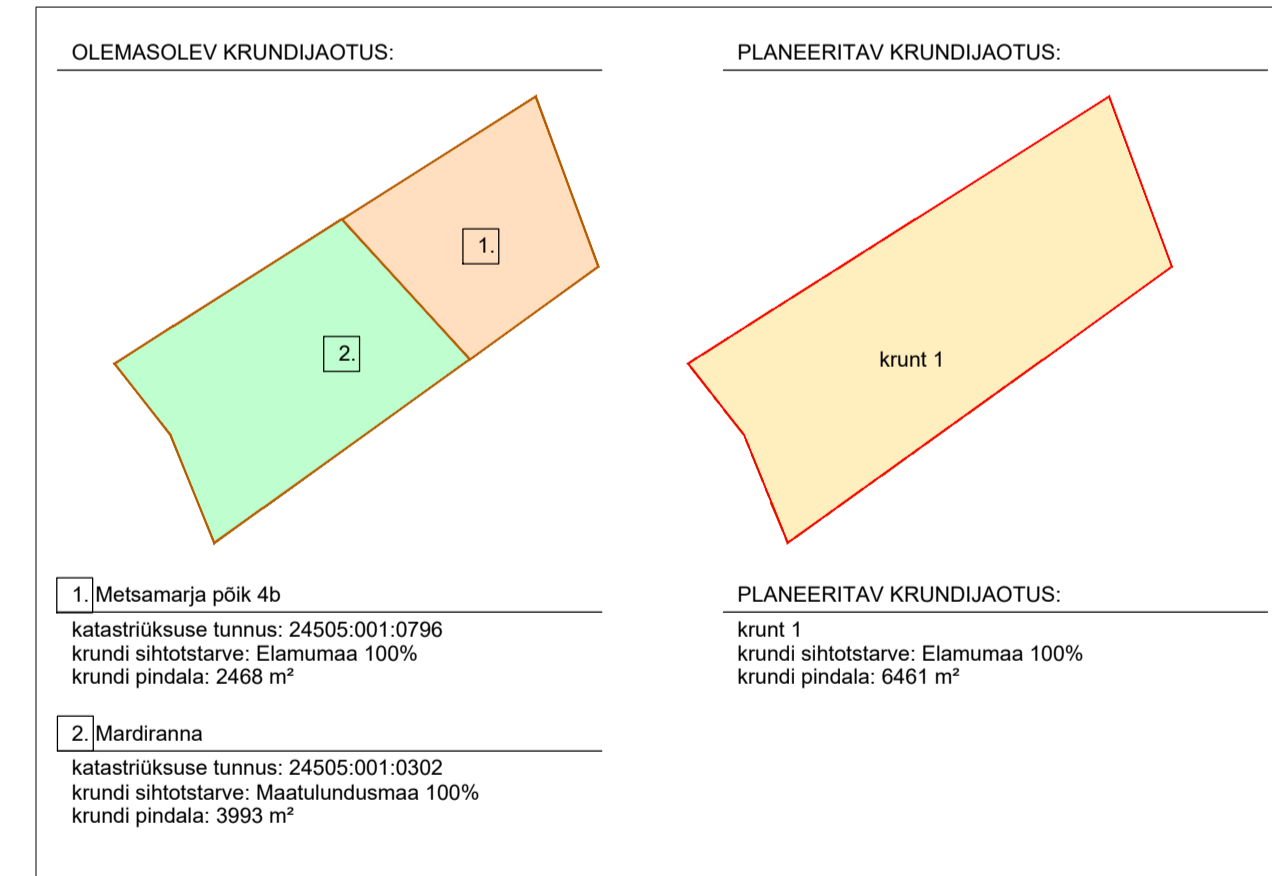 OLEMASOLEV KRUNDIJAOTUS:
1.
2.
1. Metsamarja põik 4b
katastriüksuse tunnus: 24505:001:0796
krundi sihtotstarve: Elamumaa 100%
krundi pindala: 2468 m²
2. Mardiranna
katastriüksuse tunnus: 24505:001:0302
krundi sihtotstarve: Maatulundusmaa 100%
krundi pindala: 3993 m²
PLANEERITAV KRUNDIJAOTUS:
krunt 1
PLANEERITAV KRUNDIJAOTUS:
krunt 1
krundi sihtotstarve: Elamumaa 100%
krundi pindala: 6461 m²